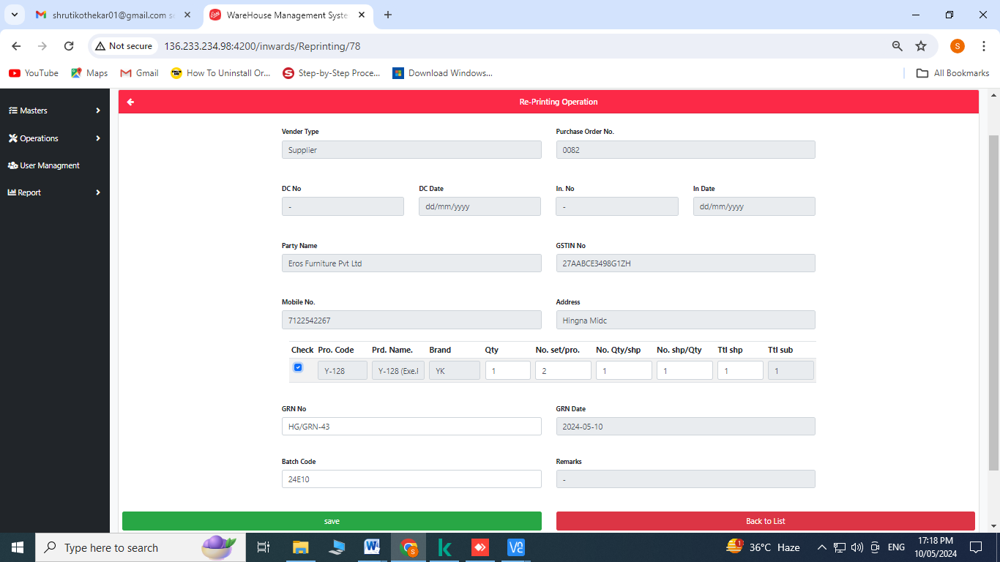 shrutikothekar01@gmail.com s
WareHouse Management Syste
Not secure 136.233.234.98:4200/inwards/Reprinting/78 S
YouTube Maps Gmail How To Uninstall Or... Step-by-Step Proce... Download Windows... All Bookmarks
Masters
Operations
User Managment
Report
Re-Printing Operation
Vender Type Purchase Order No.
Supplier 0082
DC No DC Date In. No In Date
- dd/mm/yyyy - dd/mm/yyyy
Party Name GSTIN No
Eros Furniture Pvt Ltd 27AABCE3498G1ZH
Mobile No. Address
7122542267 Hingna Midc
Check Pro. Code Prd. Name. Brand Qty No. set/pro. No. Qty/shp No. shp/Qty Ttl shp Ttl sub
Y-128 Y-128 (Exe. YK 1 2 1 1 1 1
GRN No GRN Date
HG/GRN-43 2024-05-10
Batch Code Remarks
24E10 -
save Back to List
Type here to search 36°C Haze ENG 17:18 PM
10/05/2024